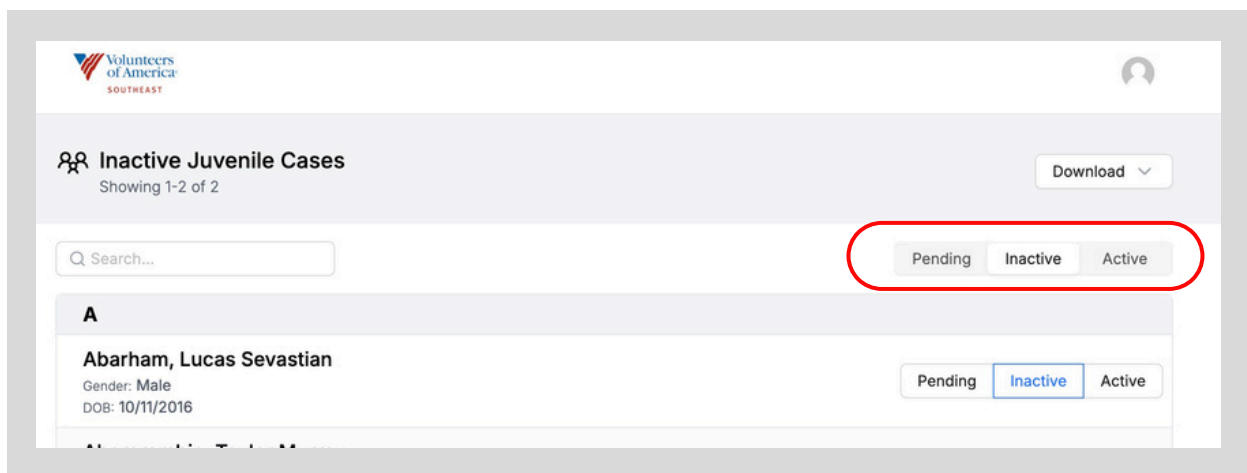 Volunteers
of America
SOUTHEAST
Inactive Juvenile Cases
Showing 1-2 of 2
Download
Search...
Pending Inactive Active
A
Abarham, Lucas Sevastian
Gender: Male
DOB: 10/11/2016
Pending Inactive Active